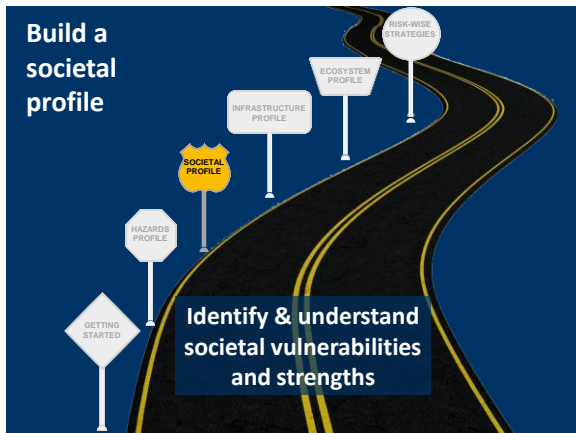 Build a
societal
profile
RISK-WISE
STRATEGIES
ECOSYSTEM
PROFILE
INFRASTRUCTURE
PROFILE
SOCIETAL
PROFILE
HAZARDS
PROFILE
GETTING
STARTED
Identify & understand
societal vulnerabilities
and strengths